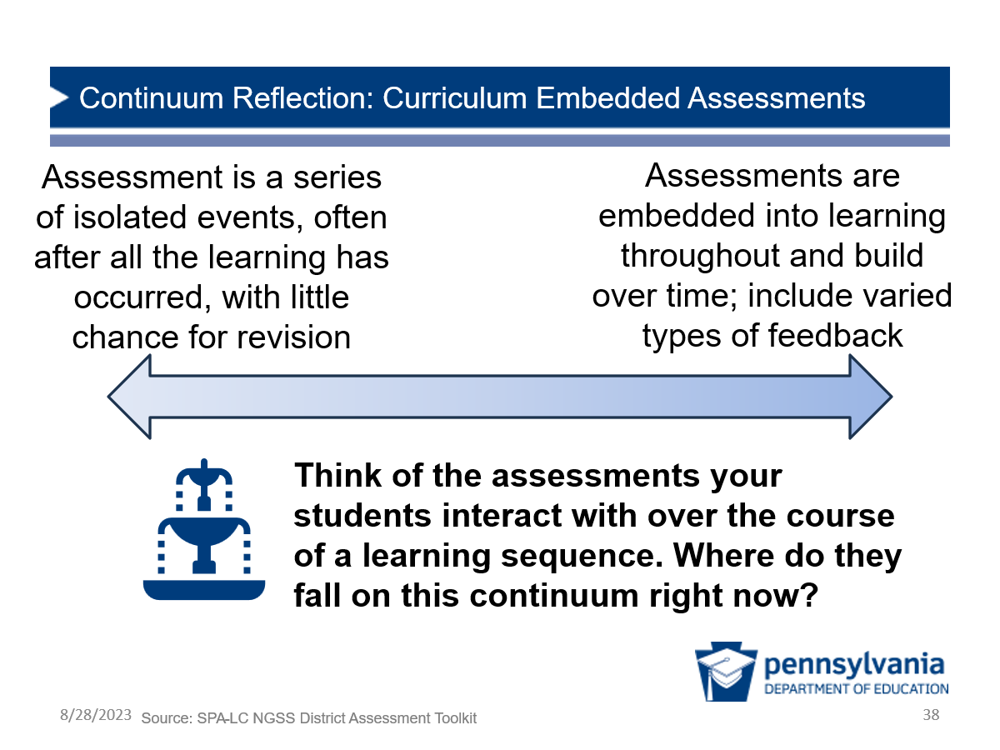 Continuum Reflection: Curriculum Embedded Assessments
Assessment is a series
of isolated events, often
after all the learning has
occurred, with little
chance for revision
Assessments are
embedded into learning
throughout and build
over time; include varied
types of feedback
Think of the assessments your
students interact with over the course
of a learning sequence. Where do they
fall on this continuum right now?
pennsylvania
DEPARTMENT OF EDUCATION
8/28/2023
Source: SPA-LC NGSS District Assessment Toolkit
38